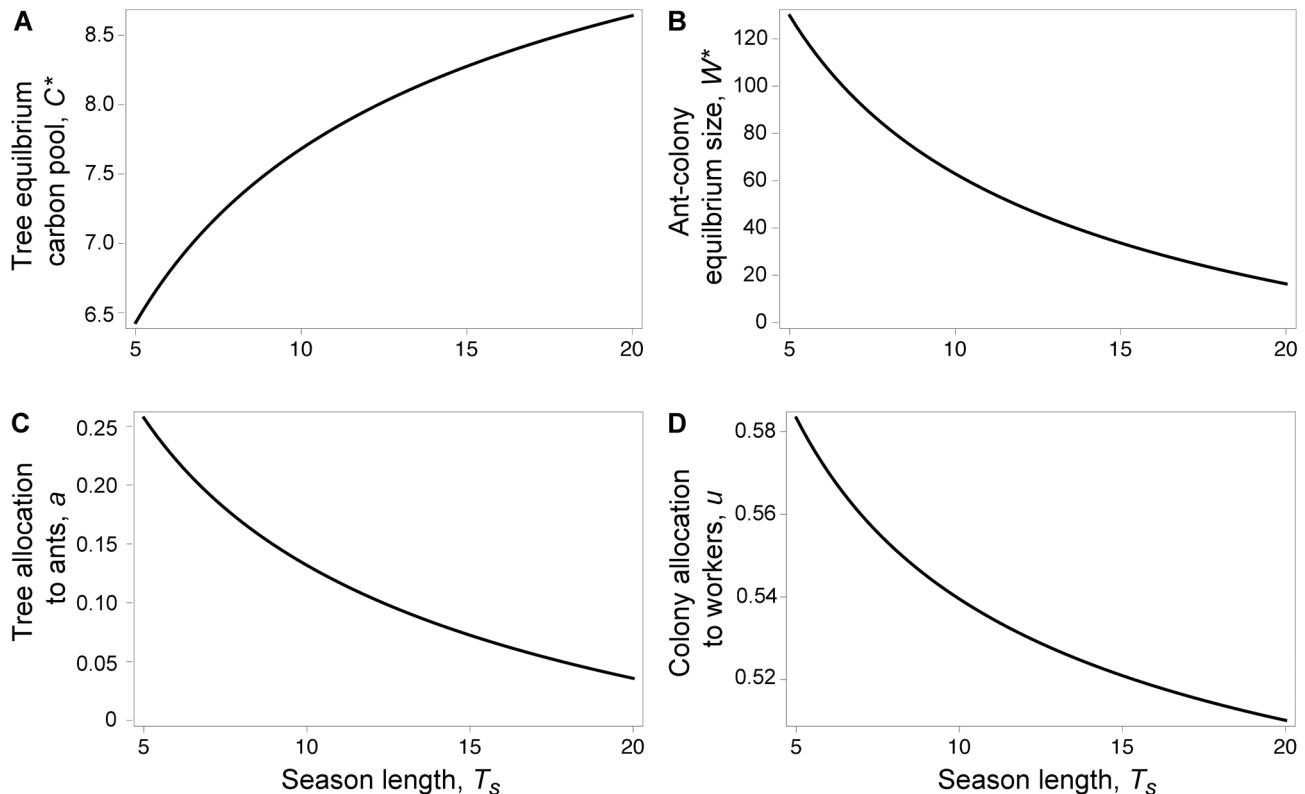 A
Tree equilbrium
carbon pool, C*
8.5
8.0
7.5
7.0
6.5
5
10
15
20
B
Ant-colony
equilbrium size, W*
120
100
80
60
40
20
0
5
10
15
20
C
Tree allocation
to ants, a
0.25
0.20
0.15
0.10
0.05
0
5
10
15
20
Season length, Ts
D
Colony allocation
to workers, u
0.58
0.56
0.54
0.52
5
10
15
20
Season length, Ts